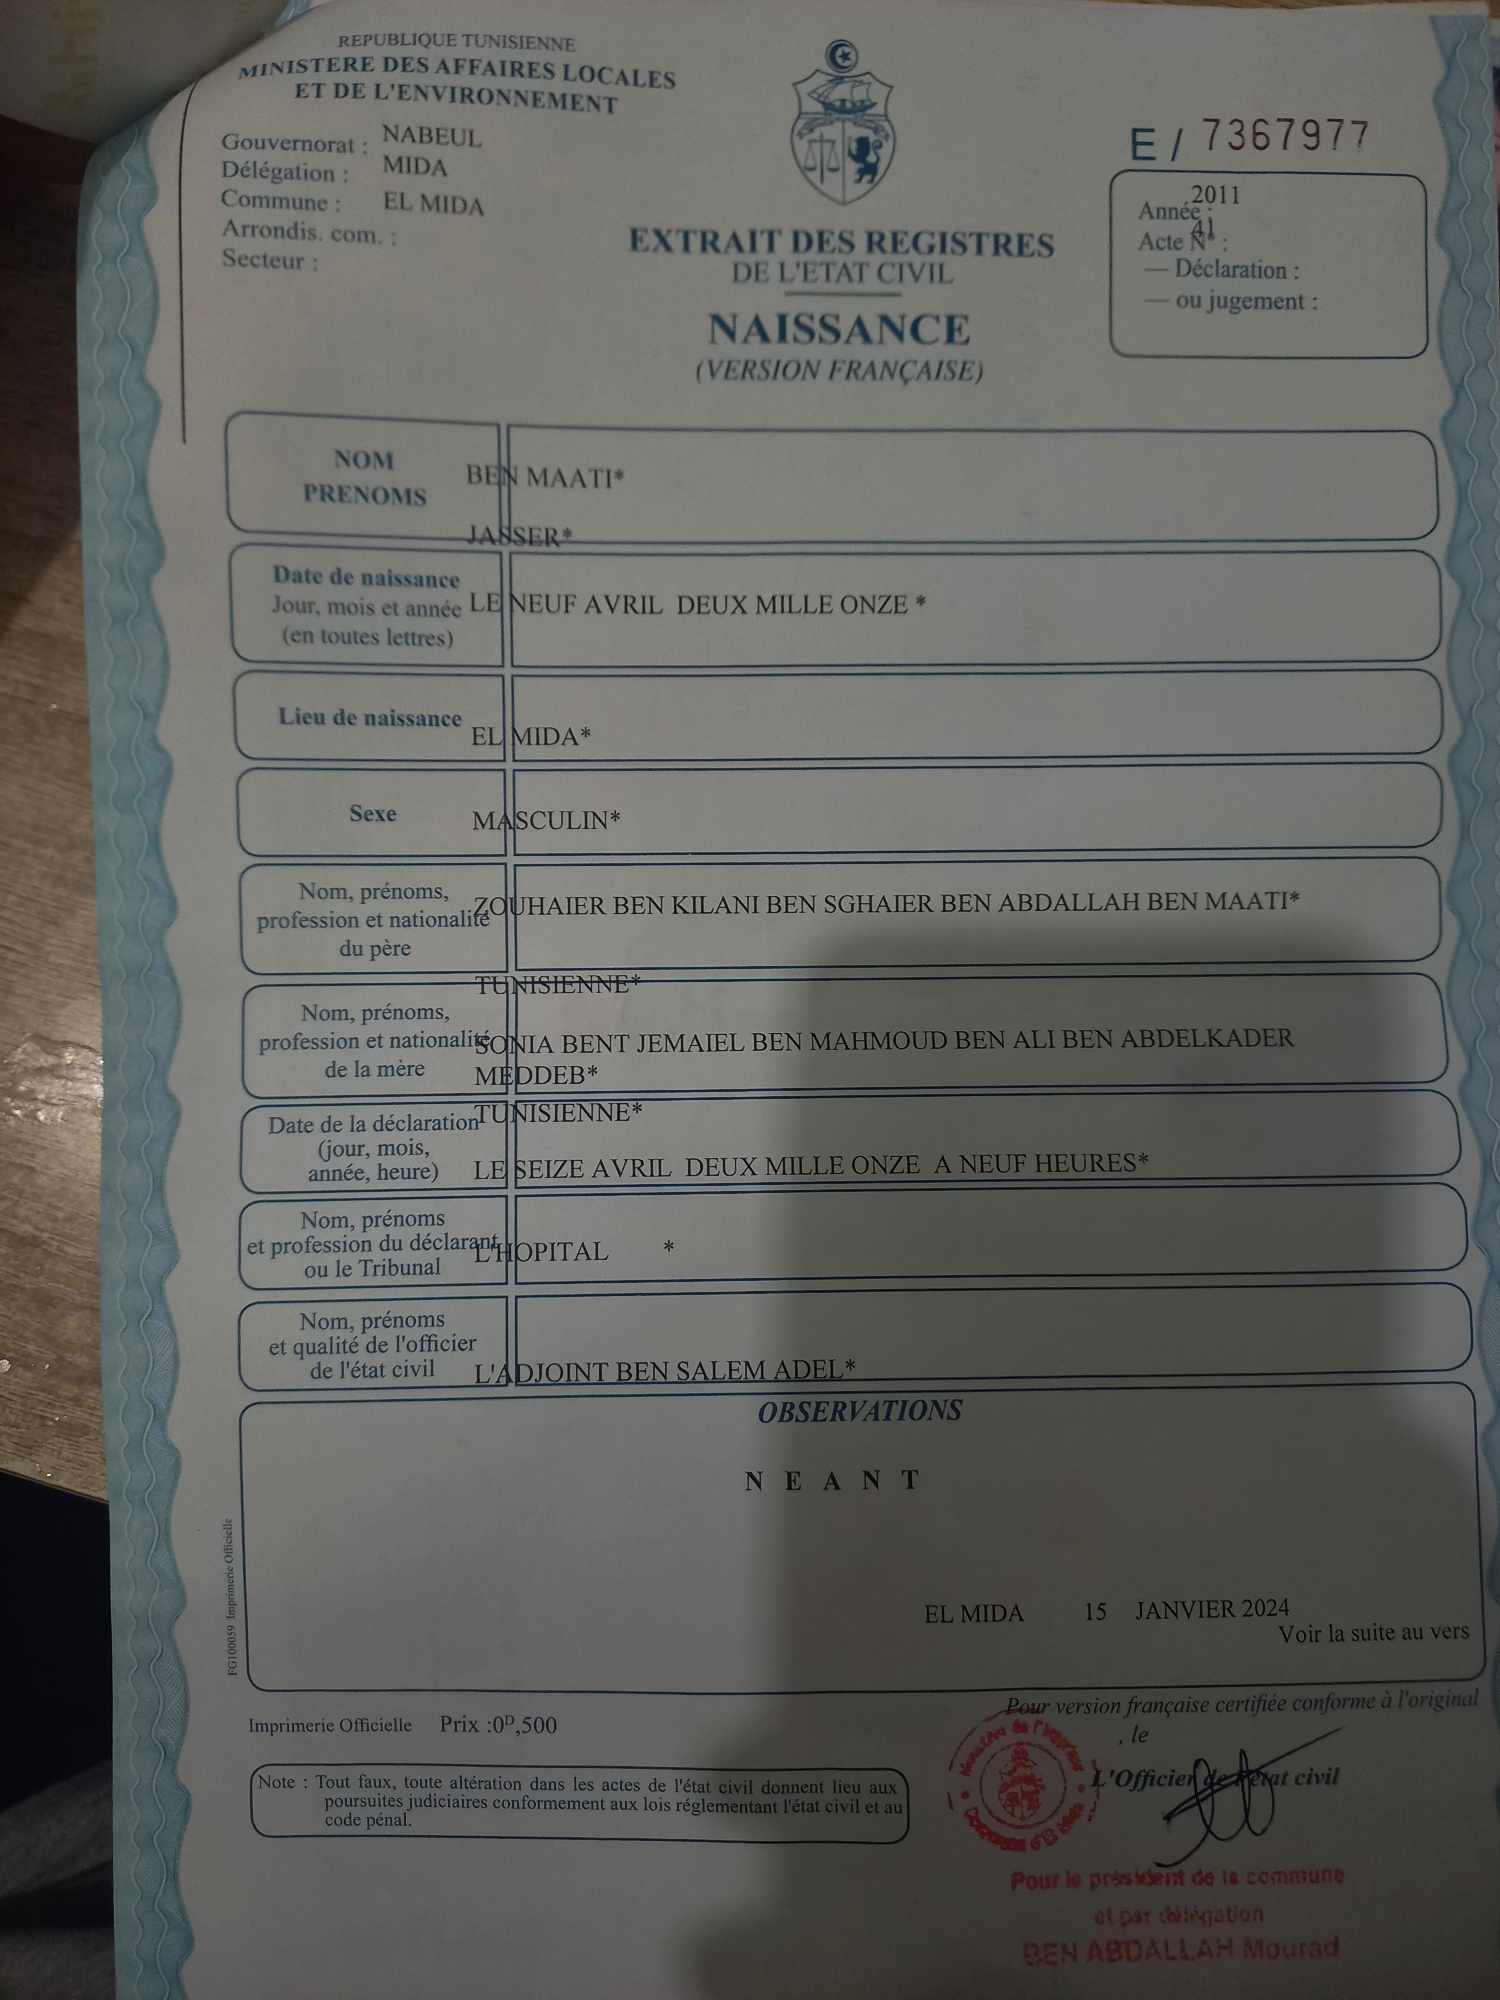 REPUBLIQUE TUNISIENNE
MINISTERE DES AFFAIRES LOCALES
ET DE L'ENVIRONNEMENT
Gouvernorat : NABEUL
Délégation : MIDA
Commune : EL MIDA
Arrondis. com. :
Secteur :
EXTRAIT DES REGISTRES
DE L'ETAT CIVIL
NAISSANCE
(VERSION FRANÇAISE)
E / 7367977
Année : 2011
Acte N° : 41
— Déclaration :
— ou jugement :
NOM
PRENOMS
BEN MAATI*
JASSER*
Date de naissance
Jour, mois et année
(en toutes lettres)
LE NEUF AVRIL DEUX MILLE ONZE *
Lieu de naissance
EL MIDA*
Sexe
MASCULIN*
Nom, prénoms,
profession et nationalité
du père
ZOUHAIER BEN KILANI BEN SGHAIER BEN ABDALLAH BEN MAATI*
TUNISIENNE*
Nom, prénoms,
profession et nationalité
de la mère
SONIA BENT JEMAIEL BEN MAHMOUD BEN ALI BEN ABDELKADER
MEDDEB*
TUNISIENNE*
Date de la déclaration
(jour, mois,
année, heure)
LE SEIZE AVRIL DEUX MILLE ONZE A NEUF HEURES*
Nom, prénoms
et profession du déclarant
ou le Tribunal
L'HOPITAL *
Nom, prénoms
et qualité de l'officier
de l'état civil
L'ADJOINT BEN SALEM ADEL*
OBSERVATIONS
N E A N T
EL MIDA 15 JANVIER 2024
Voir la suite au vers
FG100059 Imprimerie Officielle
Imprimerie Officielle Prix :0ᴰ,500
Pour version française certifiée conforme à l'original
, le
L'Officier de l'état civil
Note : Tout faux, toute altération dans les actes de l'état civil donnent lieu aux
poursuites judiciaires conformement aux lois réglementant l'état civil et au
code pénal.
Pour le président de la commune
et par délégation
BEN ABDALLAH Mourad